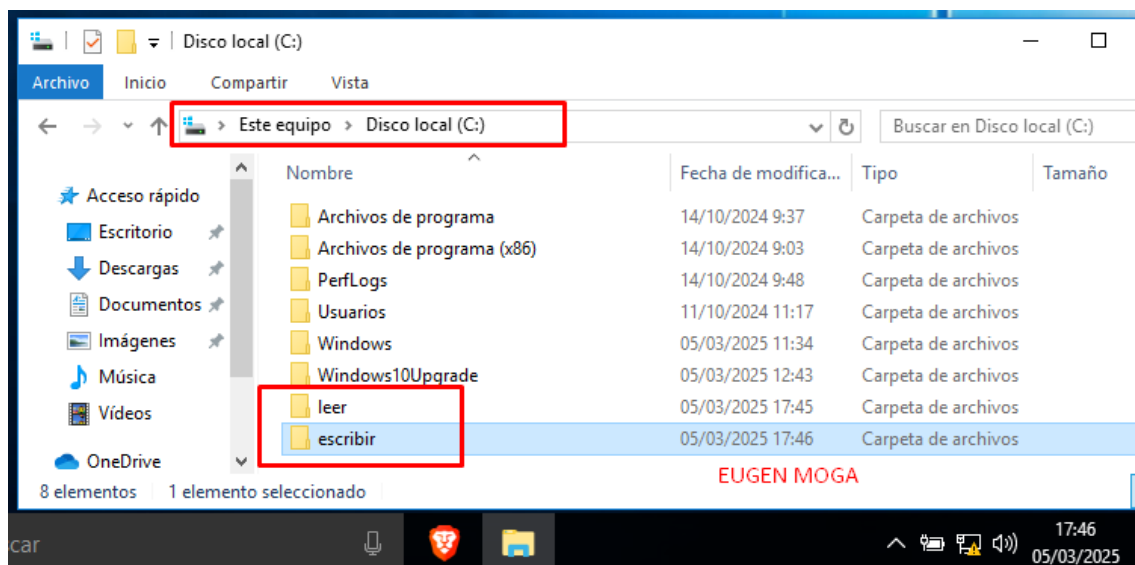 Disco local (C:)
Archivo Inicio Compartir Vista
Este equipo > Disco local (C:) Buscar en Disco local (C:)
Nombre Fecha de modifica... Tipo Tamaño
Acceso rápido
Escritorio
Descargas
Documentos
Imágenes
Música
Vídeos
OneDrive
Archivos de programa 14/10/2024 9:37 Carpeta de archivos
Archivos de programa (x86) 14/10/2024 9:03 Carpeta de archivos
PerfLogs 14/10/2024 9:48 Carpeta de archivos
Usuarios 11/10/2024 11:17 Carpeta de archivos
Windows 05/03/2025 11:34 Carpeta de archivos
Windows10Upgrade 05/03/2025 12:43 Carpeta de archivos
leer 05/03/2025 17:45 Carpeta de archivos
escribir 05/03/2025 17:46 Carpeta de archivos
EUGEN MOGA
8 elementos 1 elemento seleccionado
car
17:46
05/03/2025